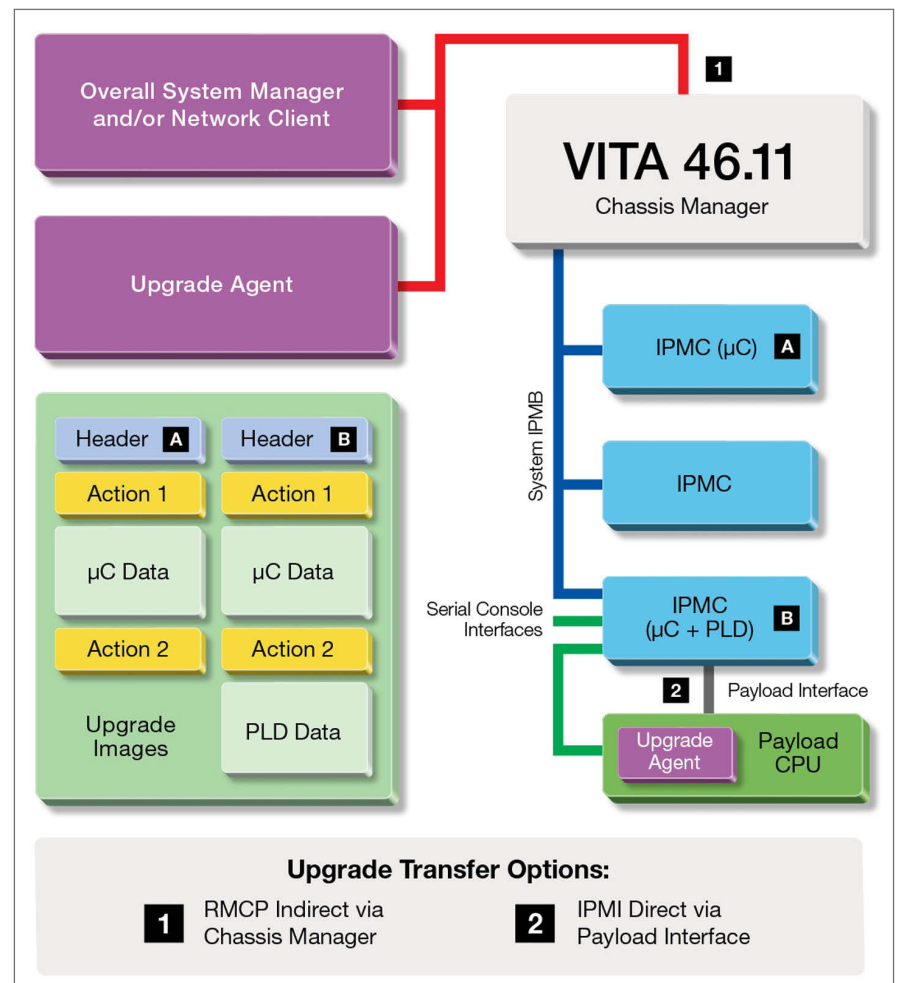 Overall System Manager
and/or Network Client
1
VITA 46.11
Chassis Manager
Upgrade Agent
IPMC (µC) A
System IPMB
Header A
Header B
Action 1
Action 1
IPMC
µC Data
µC Data
Serial Console
Interfaces
IPMC
(µC + PLD) B
Action 2
Action 2
2
Payload Interface
Upgrade
Images
PLD Data
Upgrade
Agent
Payload
CPU
Upgrade Transfer Options:
1
RMCP Indirect via
Chassis Manager
2
IPMI Direct via
Payload Interface